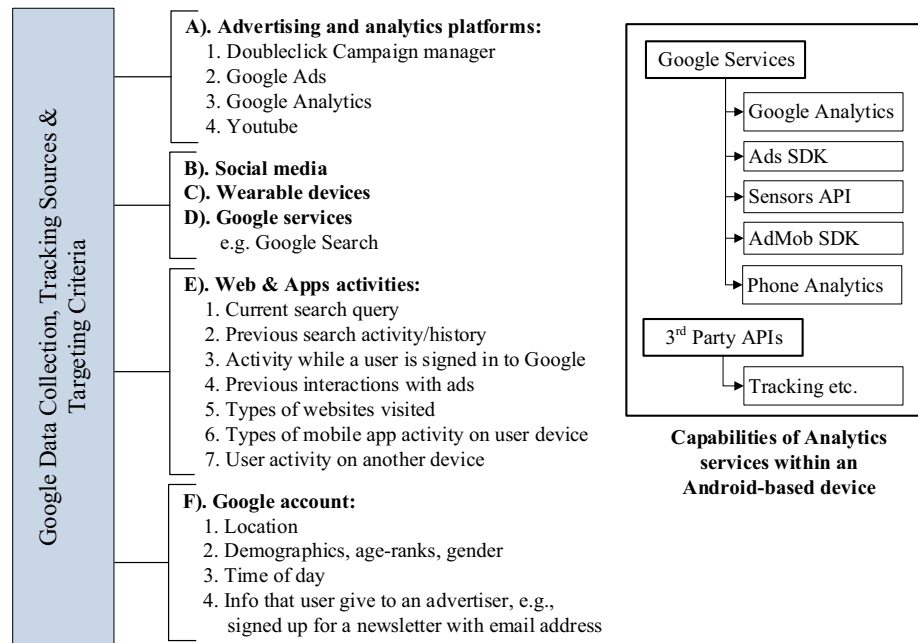 Google Data Collection, Tracking Sources &
Targeting Criteria
A). Advertising and analytics platforms:
1. Doubleclick Campaign manager
2. Google Ads
3. Google Analytics
4. Youtube
B). Social media
C). Wearable devices
D). Google services
e.g. Google Search
E). Web & Apps activities:
1. Current search query
2. Previous search activity/history
3. Activity while a user is signed in to Google
4. Previous interactions with ads
5. Types of websites visited
6. Types of mobile app activity on user device
7. User activity on another device
F). Google account:
1. Location
2. Demographics, age-ranks, gender
3. Time of day
4. Info that user give to an advertiser, e.g.,
signed up for a newsletter with email address
Google Services
Google Analytics
Ads SDK
Sensors API
AdMob SDK
Phone Analytics
3rd Party APIs
Tracking etc.
Capabilities of Analytics
services within an
Android-based device